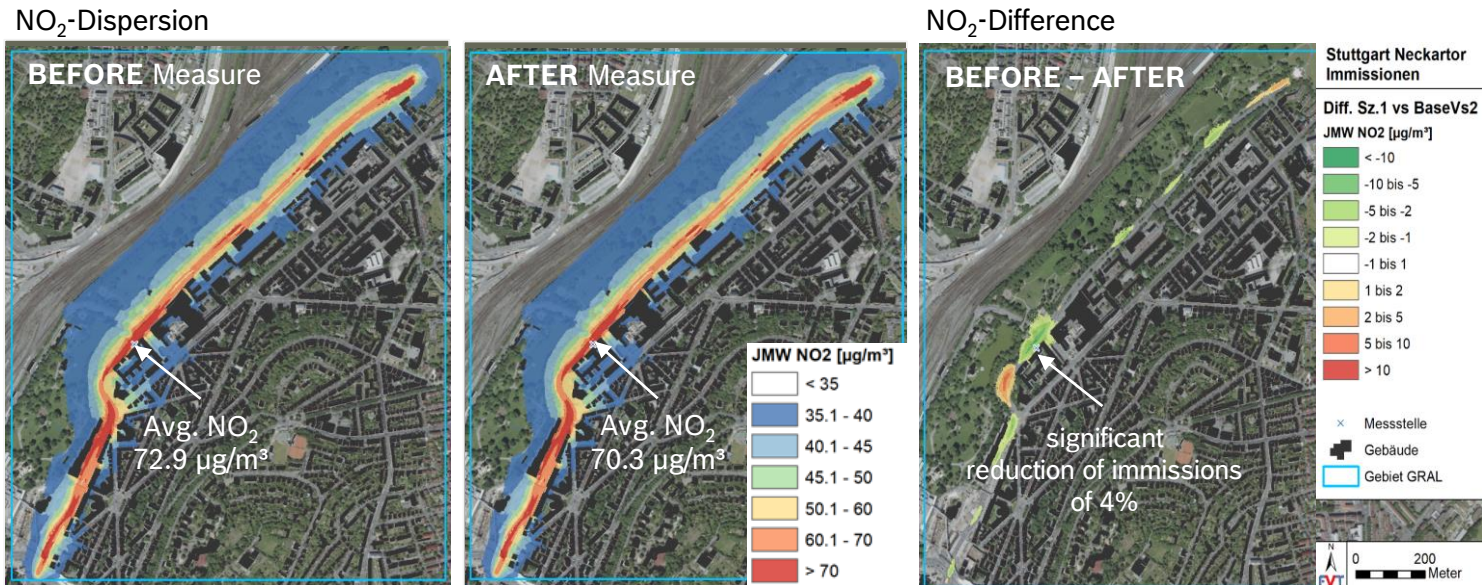 NO₂-Dispersion
NO₂-Difference
BEFORE Measure
AFTER Measure
BEFORE – AFTER
Avg. NO₂
72.9 µg/m³
Avg. NO₂
70.3 µg/m³
JMW NO2 [µg/m³]
< 35
35.1 - 40
40.1 - 45
45.1 - 50
50.1 - 60
60.1 - 70
> 70
significant
reduction of immissions
of 4%
Stuttgart Neckartor
Immissionen
Diff. Sz.1 vs BaseVs2
JMW NO2 [µg/m³]
< -10
-10 bis -5
-5 bis -2
-2 bis -1
-1 bis 1
1 bis 2
2 bis 5
5 bis 10
> 10
Messstelle
Gebäude
Gebiet GRAL
N
FVT
0 200
Meter